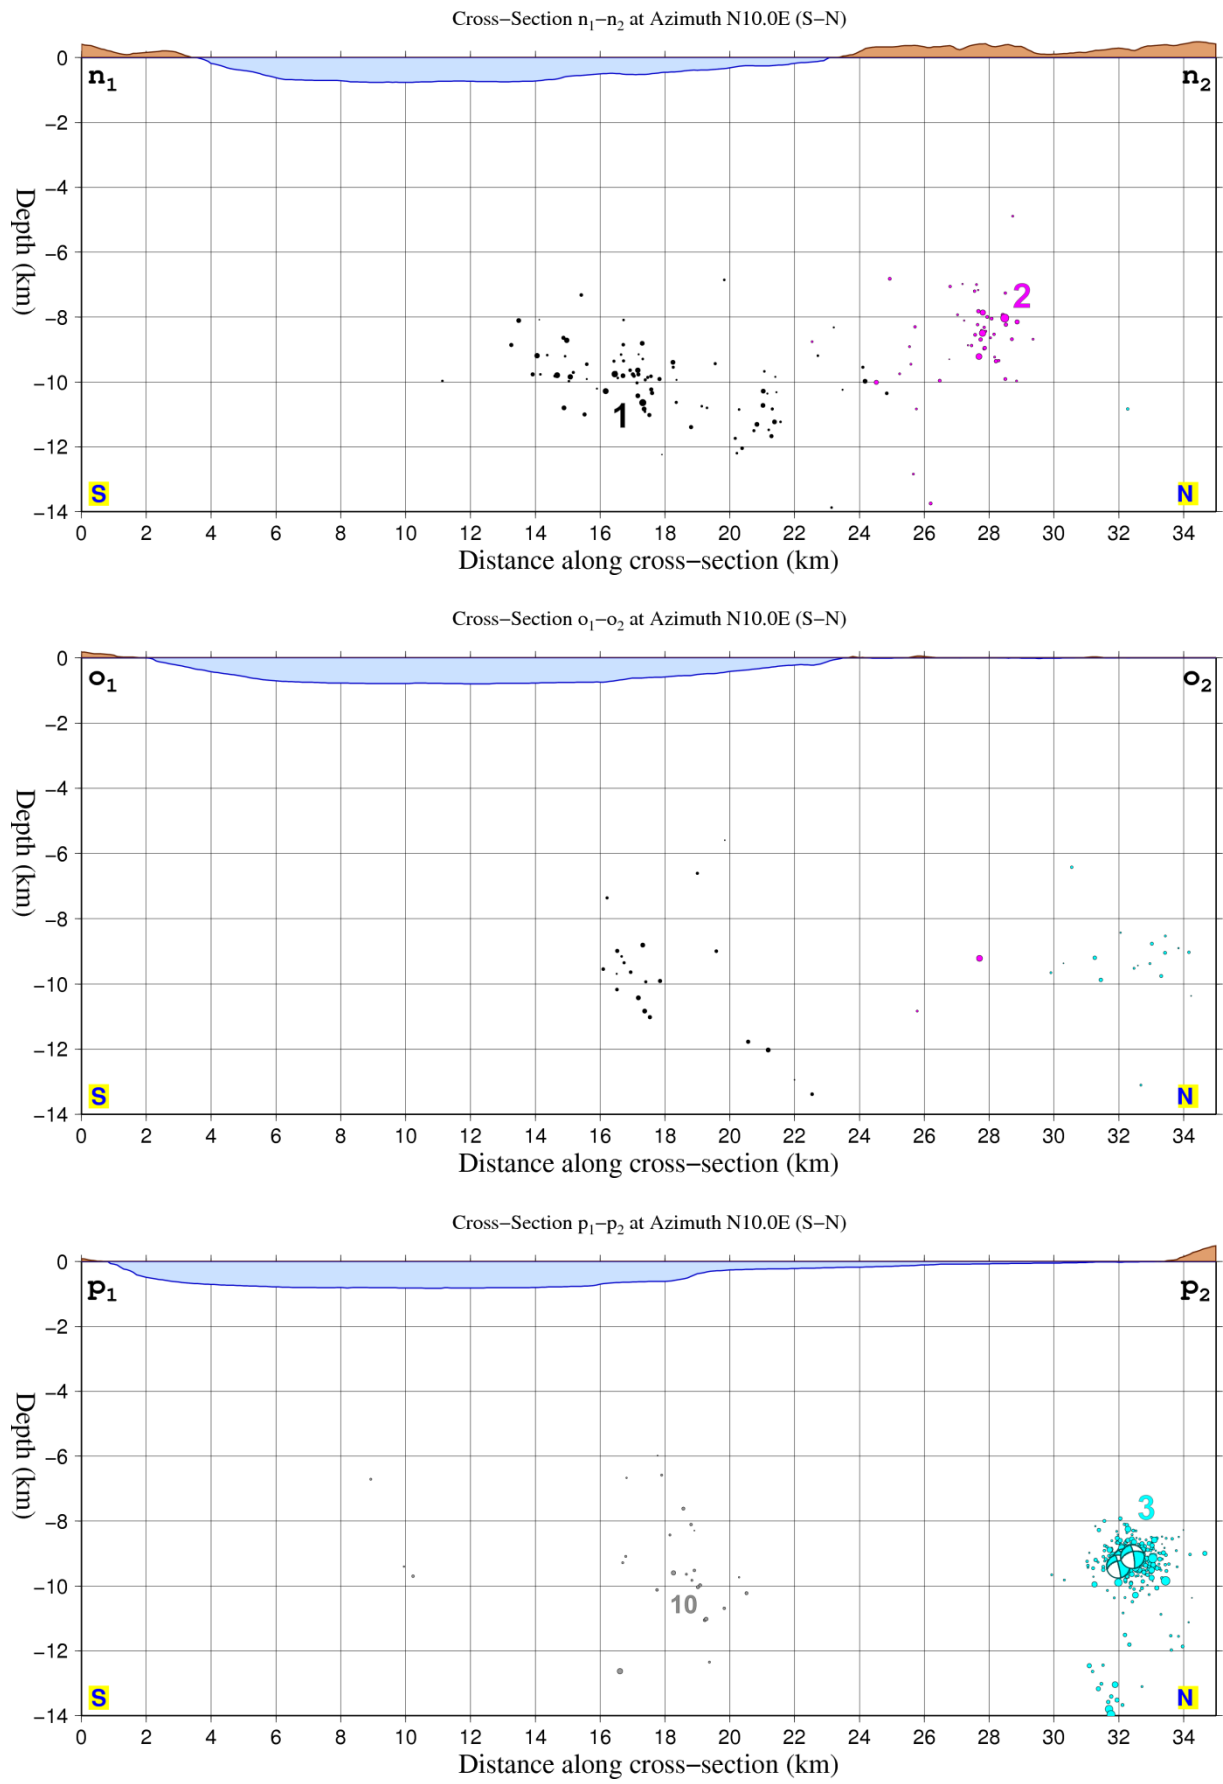 Cross−Section n₁−n₂ at Azimuth N10.0E (S−N)
0
n₁
n₂
−2
−4
−6
−8
−10
−12
−14
Depth (km)
2
1
S
N
0 2 4 6 8 10 12 14 16 18 20 22 24 26 28 30 32 34
Distance along cross−section (km)
Cross−Section o₁−o₂ at Azimuth N10.0E (S−N)
0
o₁
o₂
−2
−4
−6
−8
−10
−12
−14
Depth (km)
S
N
0 2 4 6 8 10 12 14 16 18 20 22 24 26 28 30 32 34
Distance along cross−section (km)
Cross−Section p₁−p₂ at Azimuth N10.0E (S−N)
0
p₁
p₂
−2
−4
−6
−8
−10
−12
−14
Depth (km)
3
10
S
N
0 2 4 6 8 10 12 14 16 18 20 22 24 26 28 30 32 34
Distance along cross−section (km)